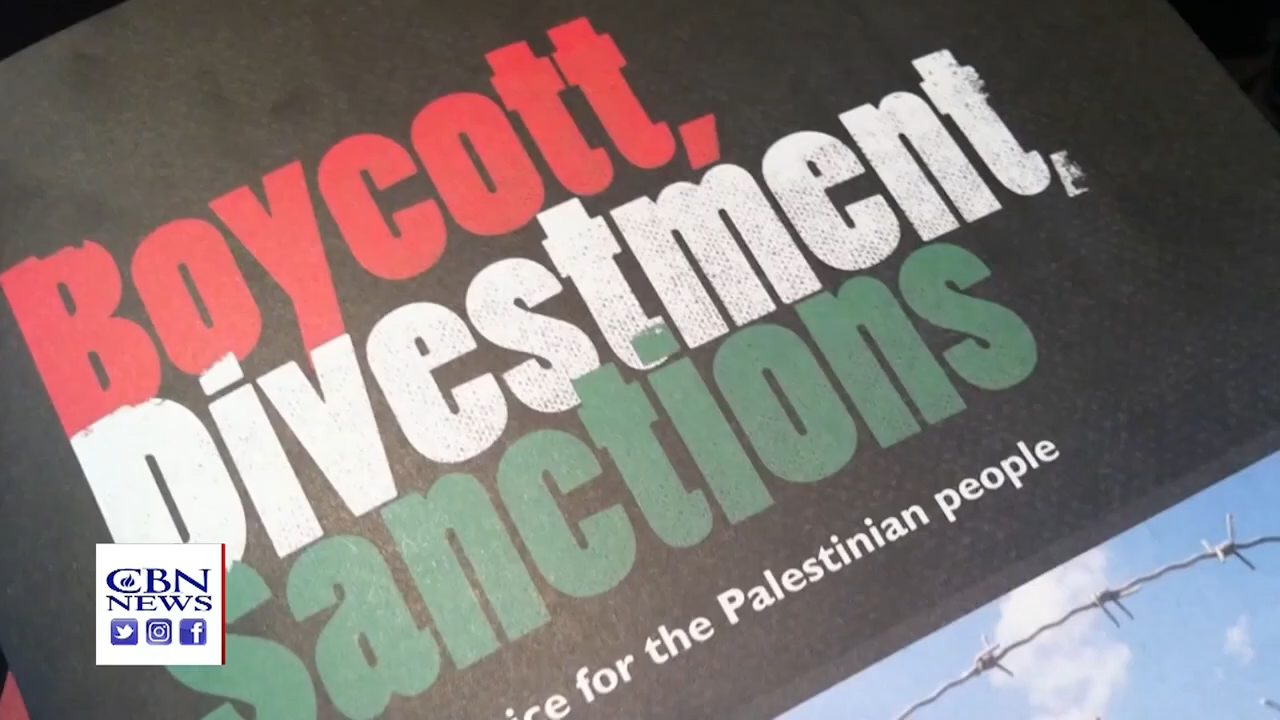 Boycott,
Divestment,
Sanctions
for the Palestinian people
CBN
NEWS